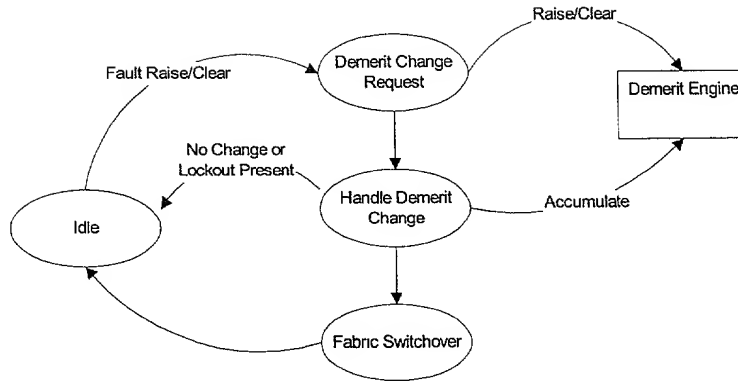 Raise/Clear
Demerit Change
Request
Fault Raise/Clear
Demerit Engine
No Change or
Lockout Present
Handle Demerit
Change
Accumulate
Idle
Fabric Switchover